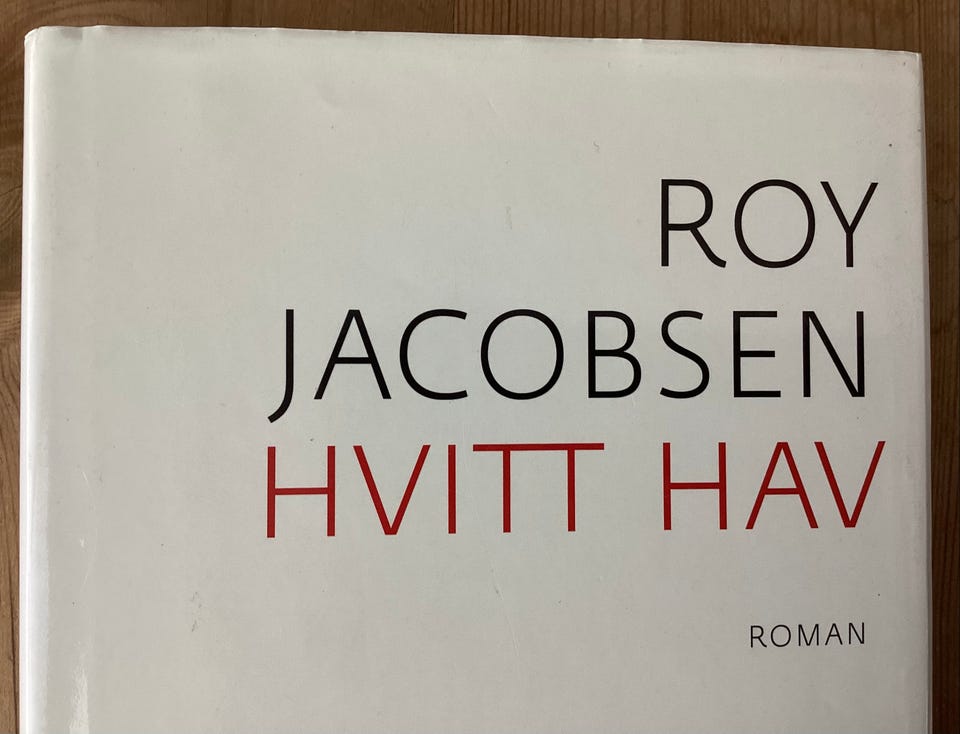 ROY
JACOBSEN
HVITT HAV
ROMAN